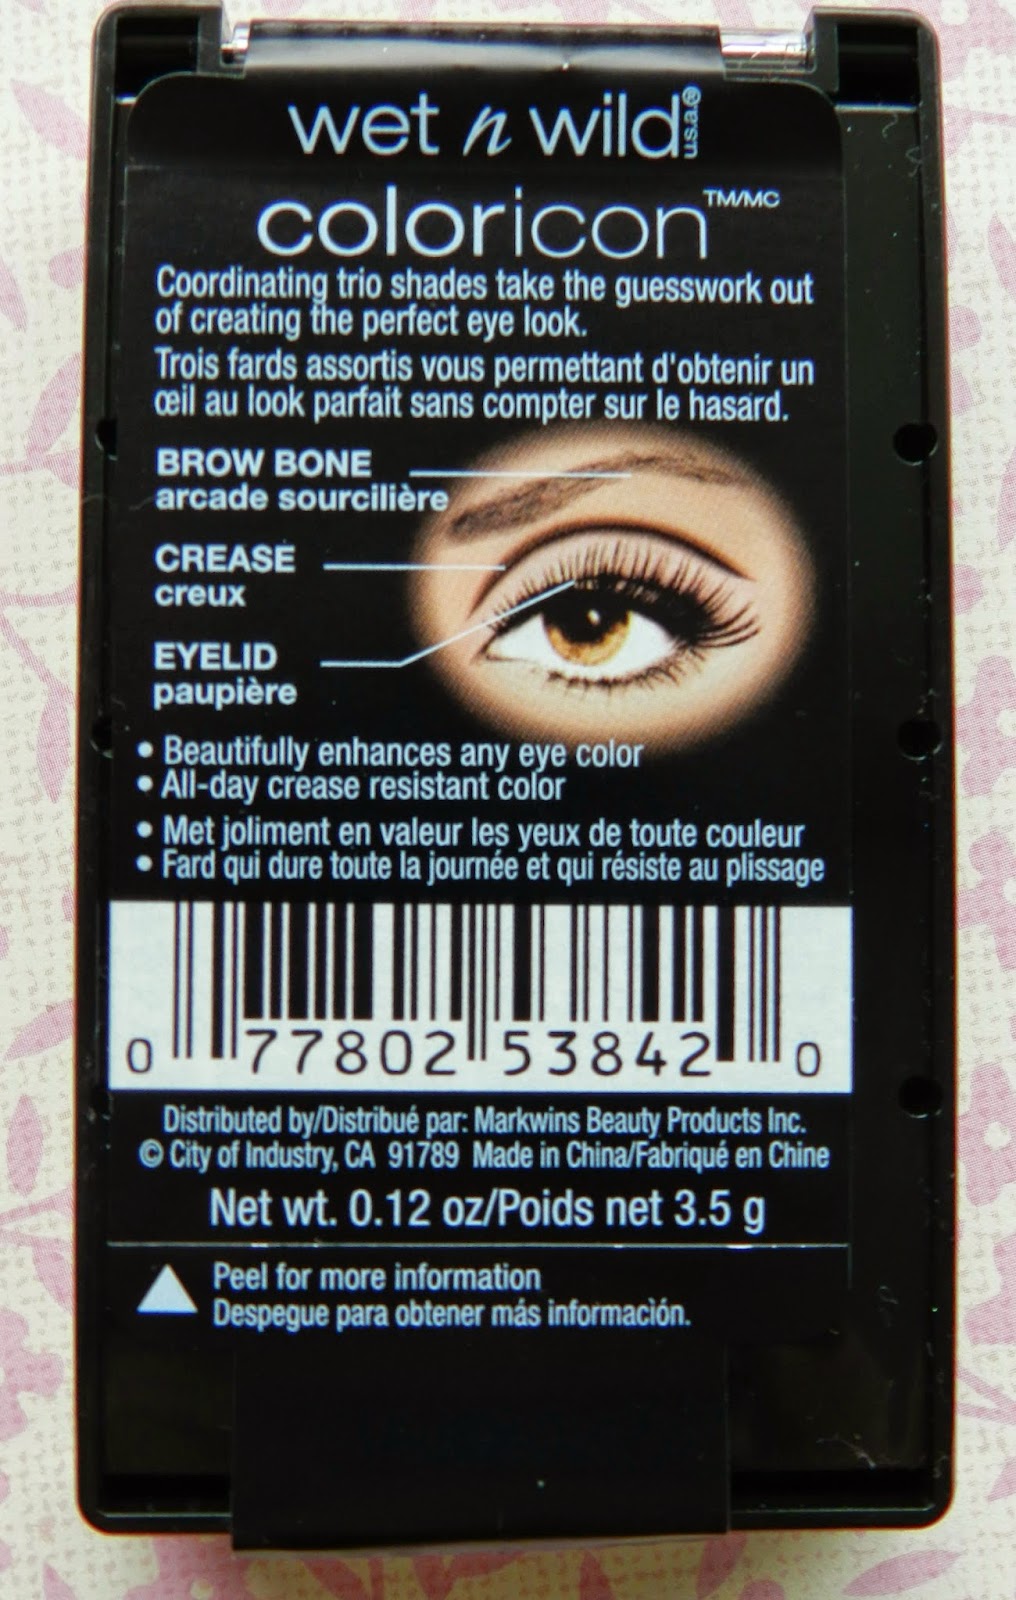 wet n wild u.s.a.®
coloricon TM/MC
Coordinating trio shades take the guesswork out
of creating the perfect eye look.
Trois fards assortis vous permettant d'obtenir un
œil au look parfait sans compter sur le hasard.
BROW BONE
arcade sourcilière
CREASE
creux
EYELID
paupière
• Beautifully enhances any eye color
• All-day crease resistant color
• Met joliment en valeur les yeux de toute couleur
• Fard qui dure toute la journée et qui résiste au plissage
0 77802 53842 0
Distributed by/Distribué par: Markwins Beauty Products Inc.
© City of Industry, CA 91789 Made in China/Fabriqué en Chine
Net wt. 0.12 oz/Poids net 3.5 g
Peel for more information
Despegue para obtener más informaciòn.